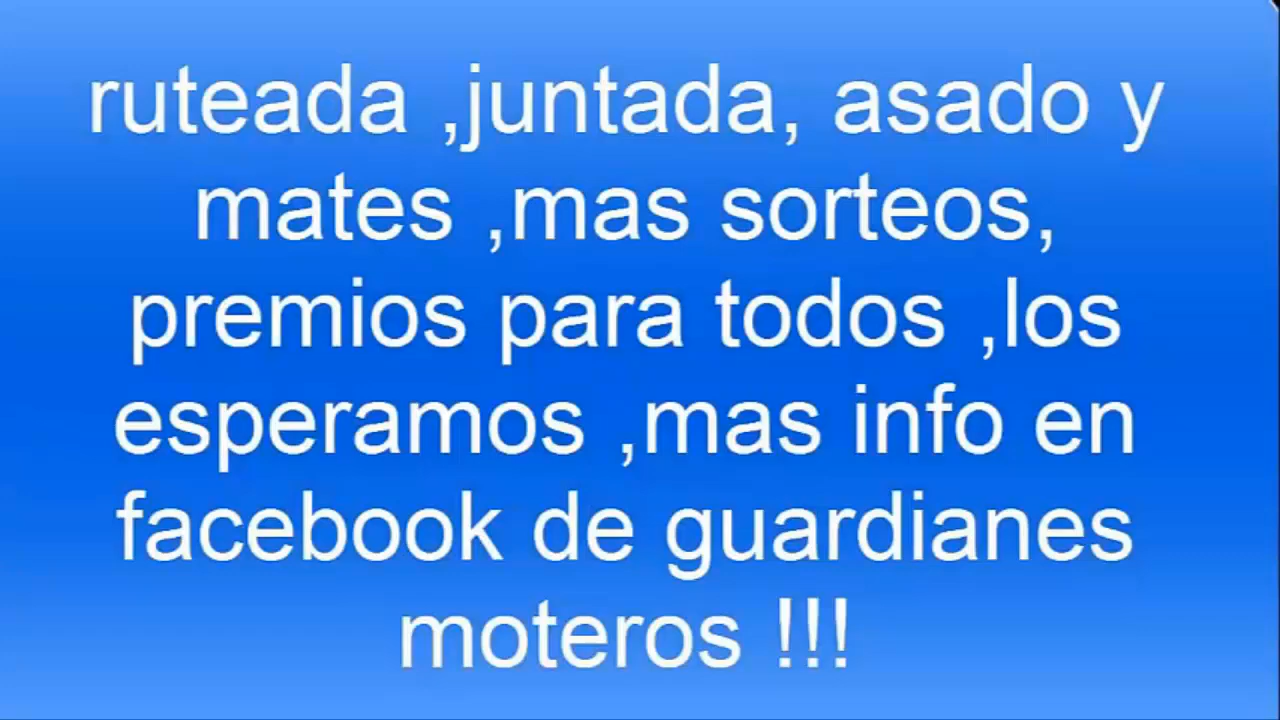 ruteada ,juntada, asado y
mates ,mas sorteos,
premios para todos ,los
esperamos ,mas info en
facebook de guardianes
moteros !!!